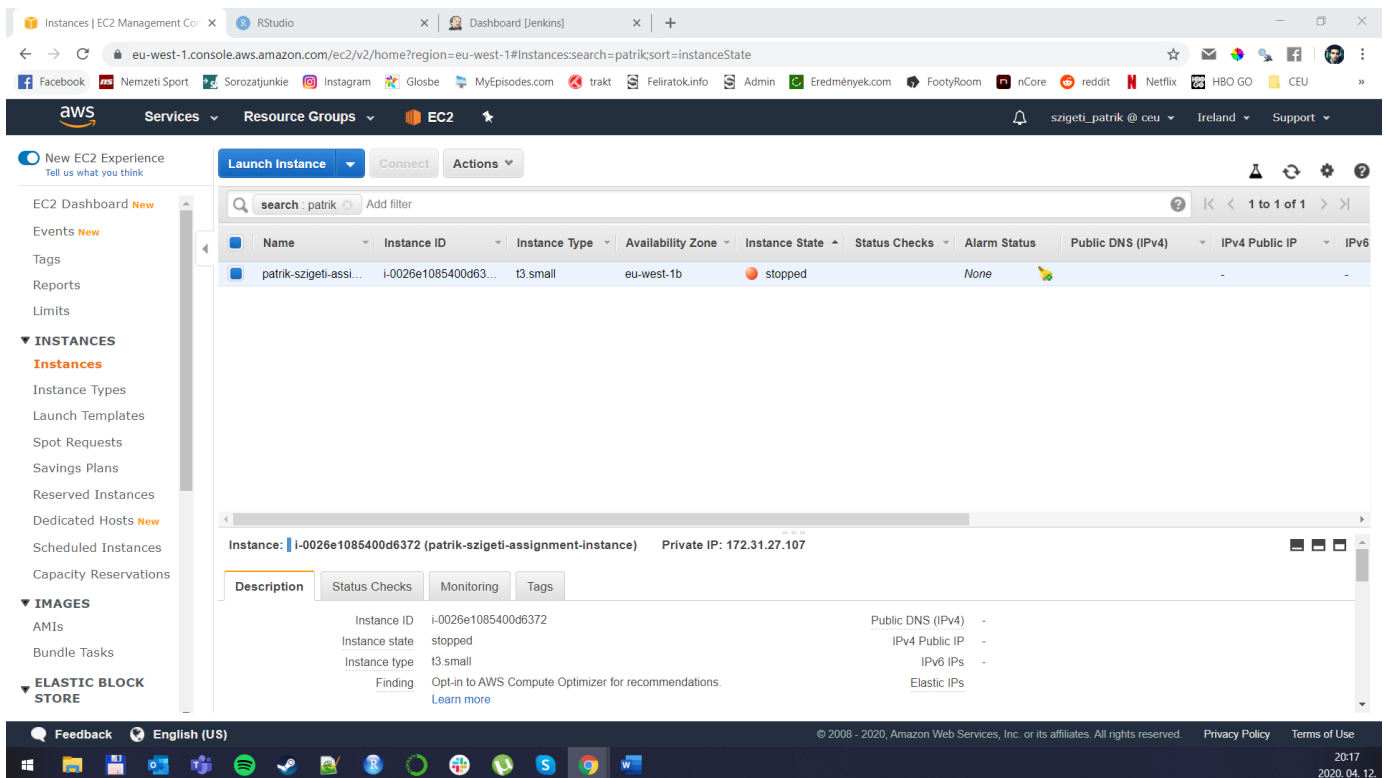 Instances | EC2 Management Con
RStudio
Dashboard [Jenkins]
eu-west-1.console.aws.amazon.com/ec2/v2/home?region=eu-west-1#Instances:search=patrik;sort=instanceState
Facebook Nemzeti Sport Sorozatjunkie Instagram Glosbe MyEpisodes.com trakt Feliratok.info Admin Eredmények.com FootyRoom nCore reddit Netflix HBO GO CEU »
aws Services Resource Groups EC2 szigeti_patrik @ ceu Ireland Support
New EC2 Experience
Tell us what you think
Launch Instance Connect Actions
EC2 Dashboard New
Events New
Tags
Reports
Limits
INSTANCES
Instances
Instance Types
Launch Templates
Spot Requests
Savings Plans
Reserved Instances
Dedicated Hosts New
Scheduled Instances
Capacity Reservations
IMAGES
AMIs
Bundle Tasks
ELASTIC BLOCK
STORE
search : patrik Add filter 1 to 1 of 1
Name Instance ID Instance Type Availability Zone Instance State Status Checks Alarm Status Public DNS (IPv4) IPv4 Public IP IPv6
patrik-szigeti-assi... i-0026e1085400d63... t3.small eu-west-1b stopped None - -
Instance: i-0026e1085400d6372 (patrik-szigeti-assignment-instance) Private IP: 172.31.27.107
Description Status Checks Monitoring Tags
Instance ID i-0026e1085400d6372 Public DNS (IPv4) -
Instance state stopped IPv4 Public IP -
Instance type t3.small IPv6 IPs -
Finding Opt-in to AWS Compute Optimizer for recommendations. Elastic IPs
Learn more
Feedback English (US) © 2008 - 2020, Amazon Web Services, Inc. or its affiliates. All rights reserved. Privacy Policy Terms of Use
20:17
2020. 04. 12.